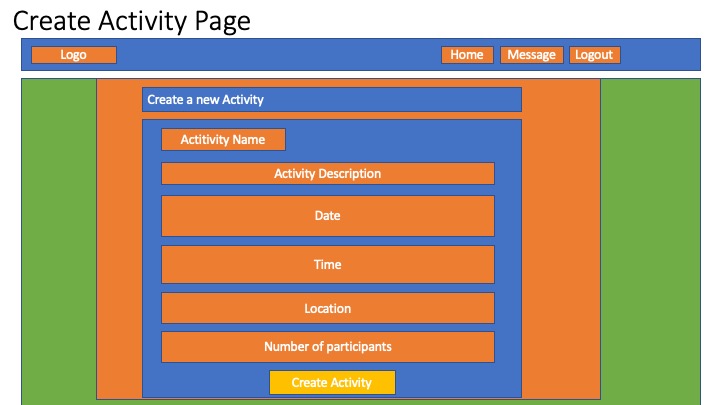 Create Activity Page
Logo
Home
Message
Logout
Create a new Activity
Actitivity Name
Activity Description
Date
Time
Location
Number of participants
Create Activity